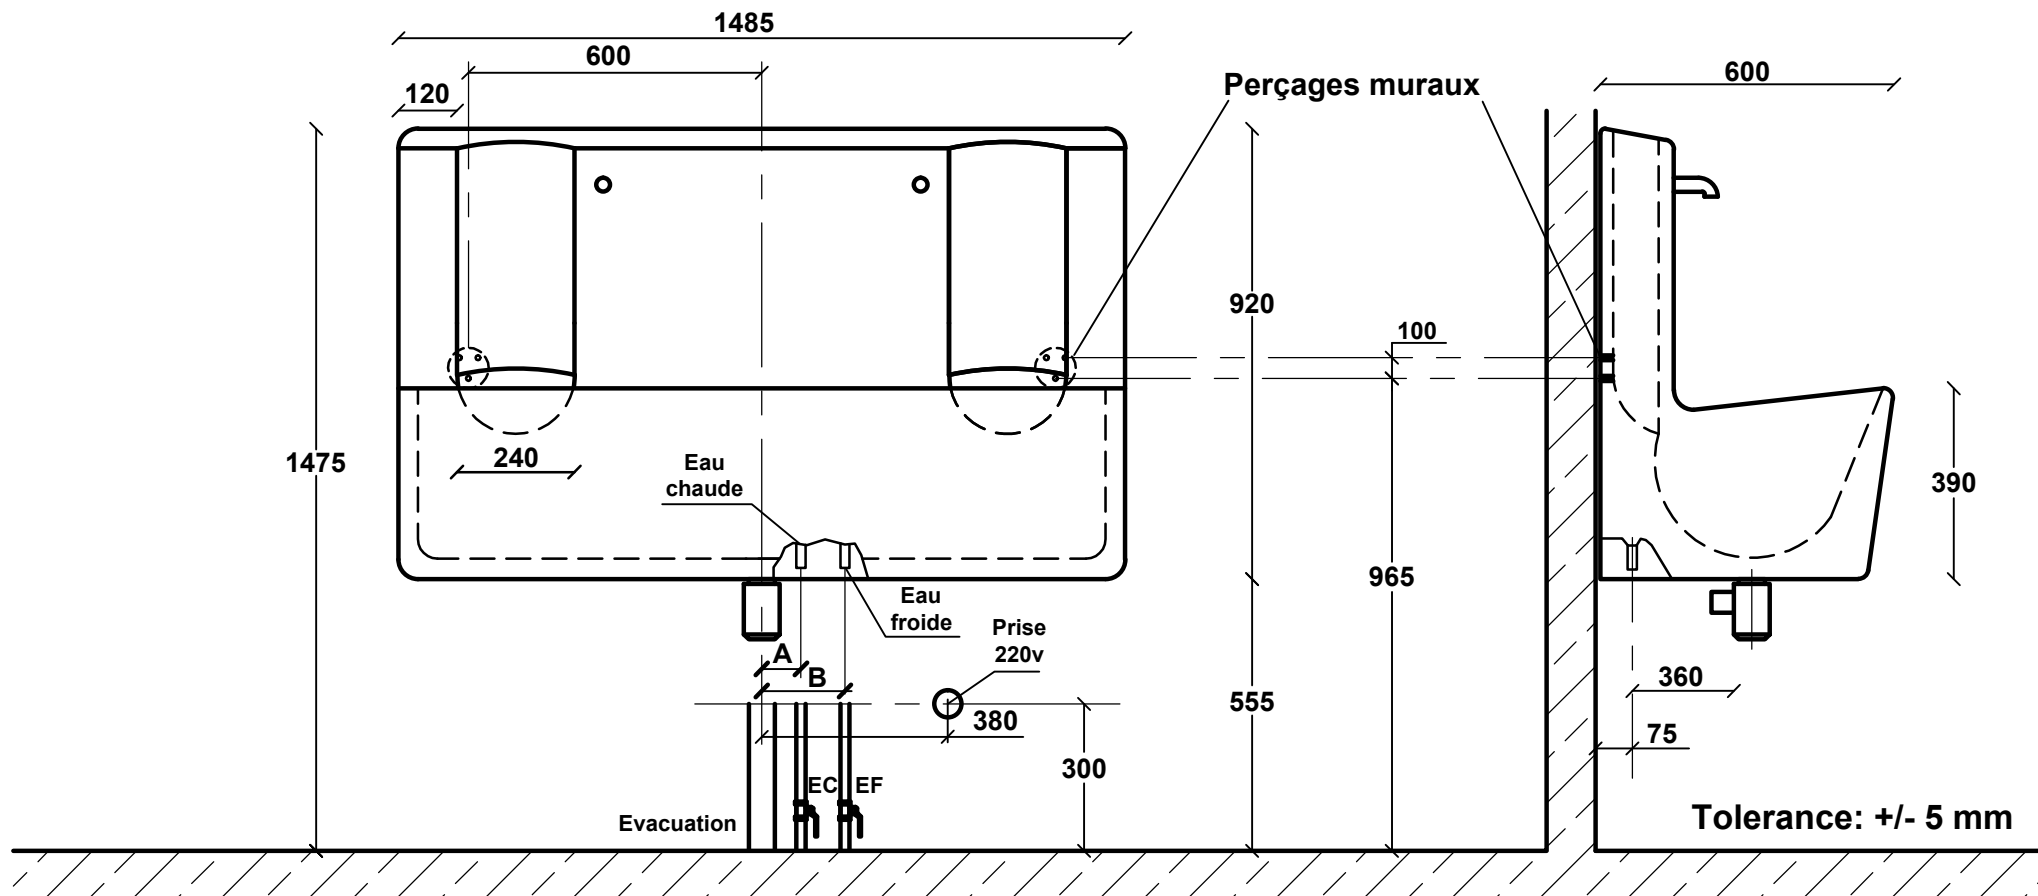 1485
600
120
Perçages muraux
600
920
100
1475
240
Eau
chaude
390
965
Eau
froide
Prise
220v
A
B
360
555
380
75
300
EC
EF
Evacuation
Tolerance: +/- 5 mm